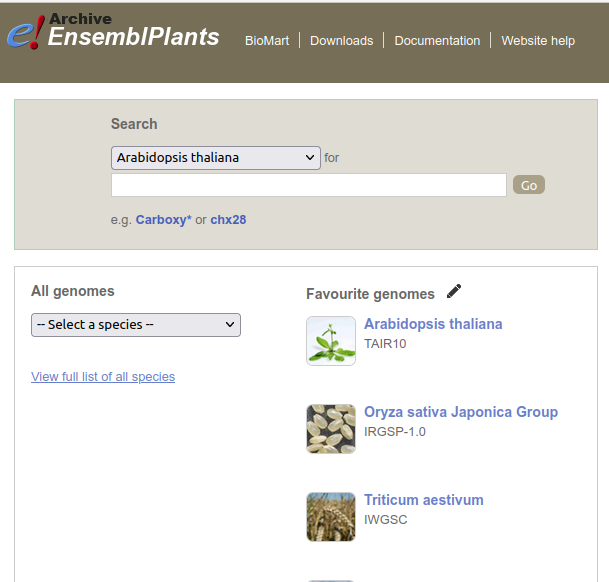 e! Archive
EnsemblPlants
BioMart | Downloads | Documentation | Website help
Search
Arabidopsis thaliana for
Go
e.g. Carboxy* or chx28
All genomes
-- Select a species --
View full list of all species
Favourite genomes
Arabidopsis thaliana
TAIR10
Oryza sativa Japonica Group
IRGSP-1.0
Triticum aestivum
IWGSC